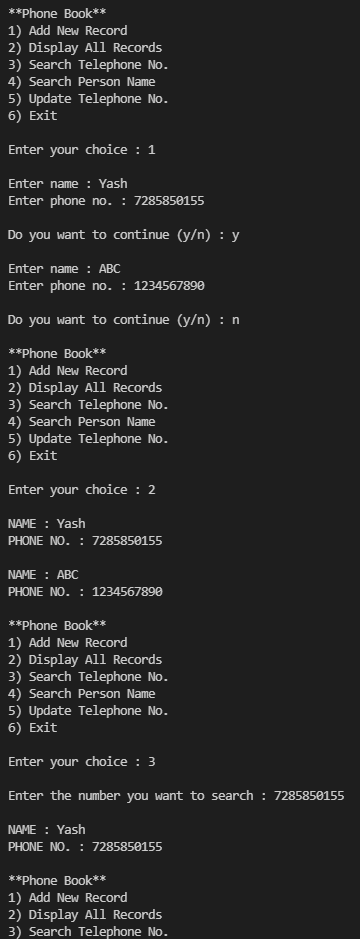 **Phone Book**
1) Add New Record
2) Display All Records
3) Search Telephone No.
4) Search Person Name
5) Update Telephone No.
6) Exit
Enter your choice : 1
Enter name : Yash
Enter phone no. : 7285850155
Do you want to continue (y/n) : y
Enter name : ABC
Enter phone no. : 1234567890
Do you want to continue (y/n) : n
**Phone Book**
1) Add New Record
2) Display All Records
3) Search Telephone No.
4) Search Person Name
5) Update Telephone No.
6) Exit
Enter your choice : 2
NAME : Yash
PHONE NO. : 7285850155
NAME : ABC
PHONE NO. : 1234567890
**Phone Book**
1) Add New Record
2) Display All Records
3) Search Telephone No.
4) Search Person Name
5) Update Telephone No.
6) Exit
Enter your choice : 3
Enter the number you want to search : 7285850155
NAME : Yash
PHONE NO. : 7285850155
**Phone Book**
1) Add New Record
2) Display All Records
3) Search Telephone No.